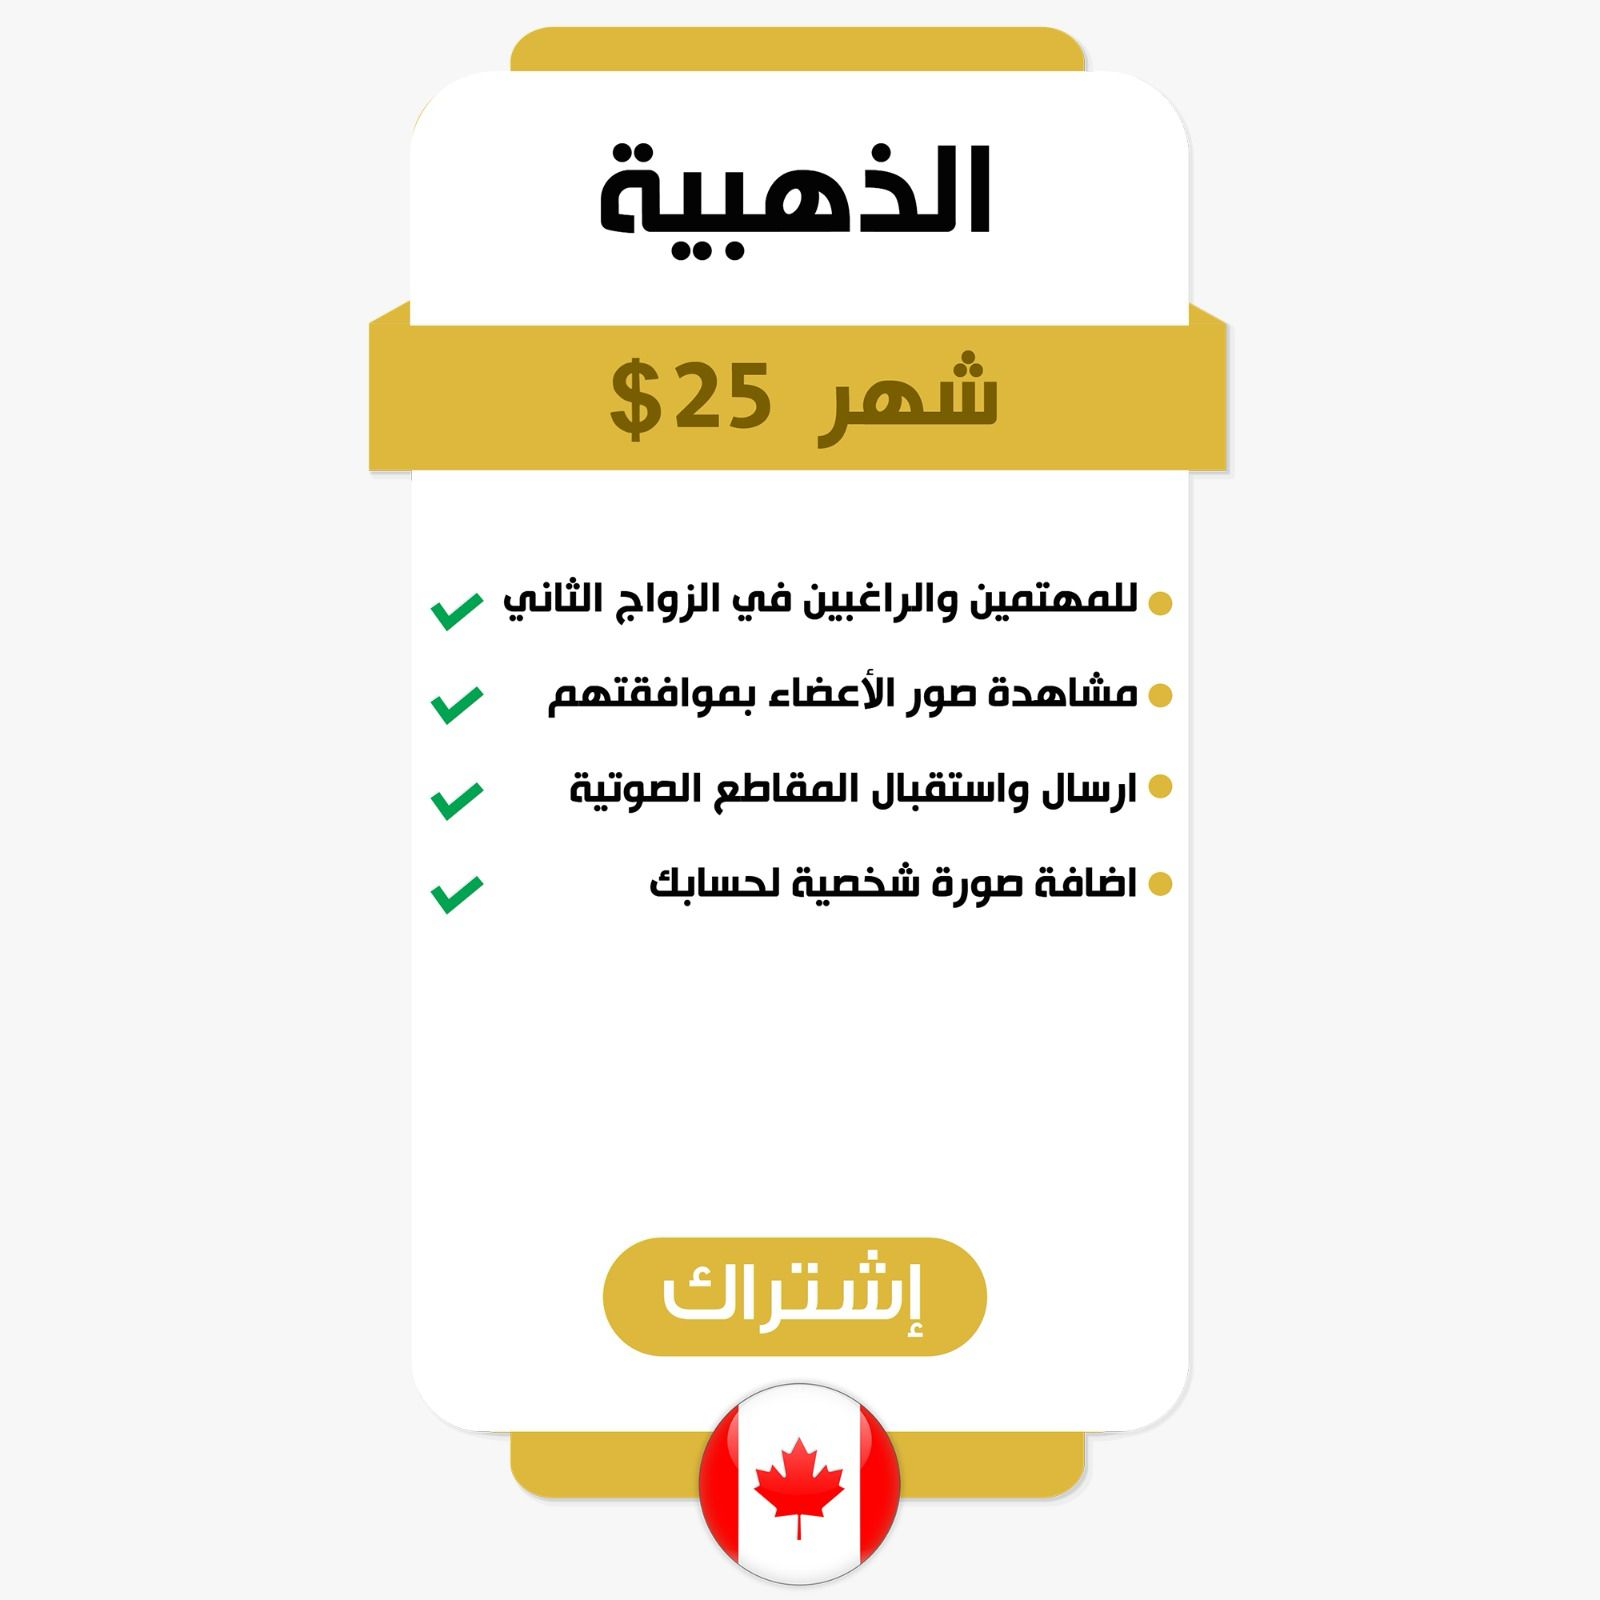 الذهبية
شهر 25$
للمهتمين والراغبين في الزواج الثاني
مشاهدة صور الأعضاء بموافقتهم
ارسال واستقبال المقاطع الصوتية
اضافة صورة شخصية لحسابك
إشتراك